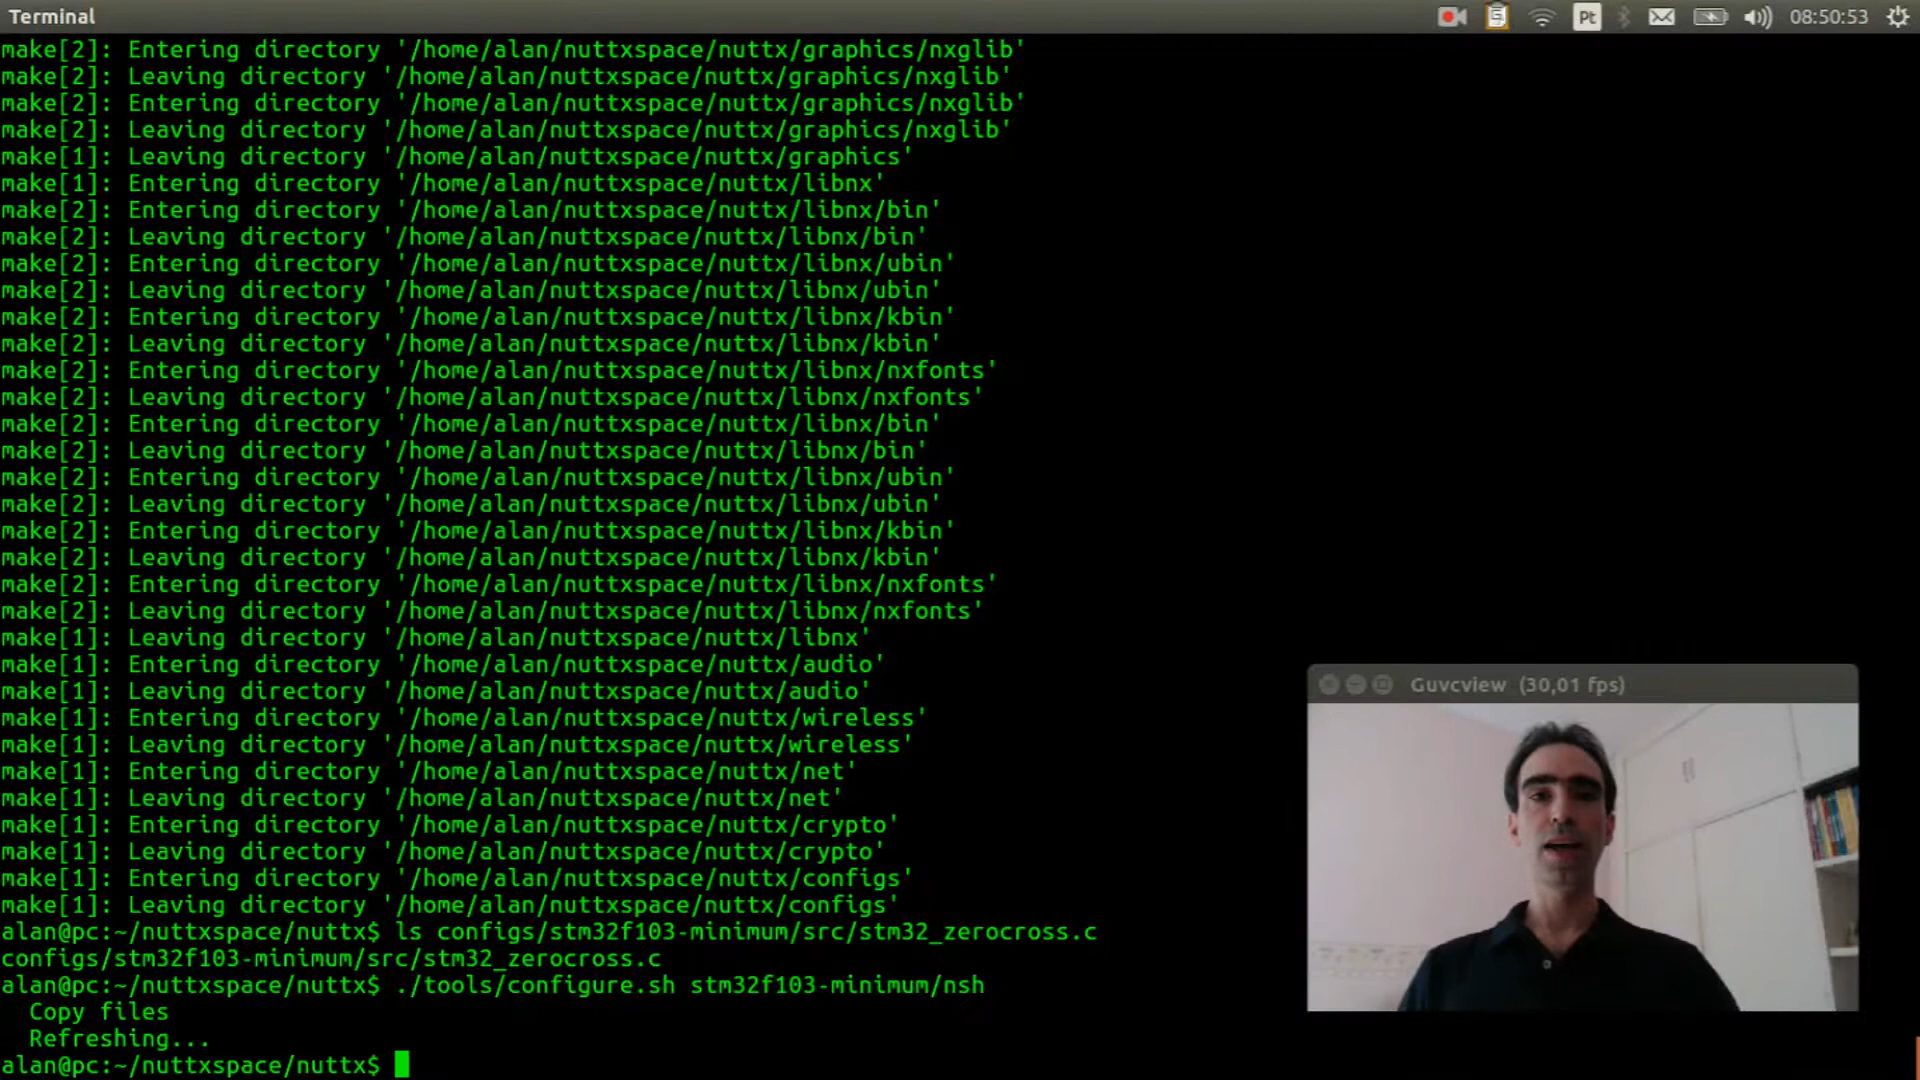 Terminal
Pt
08:50:53
make[2]: Entering directory '/home/alan/nuttxspace/nuttx/graphics/nxglib'
make[2]: Leaving directory '/home/alan/nuttxspace/nuttx/graphics/nxglib'
make[2]: Entering directory '/home/alan/nuttxspace/nuttx/graphics/nxglib'
make[2]: Leaving directory '/home/alan/nuttxspace/nuttx/graphics/nxglib'
make[1]: Leaving directory '/home/alan/nuttxspace/nuttx/graphics'
make[1]: Entering directory '/home/alan/nuttxspace/nuttx/libnx'
make[2]: Entering directory '/home/alan/nuttxspace/nuttx/libnx/bin'
make[2]: Leaving directory '/home/alan/nuttxspace/nuttx/libnx/bin'
make[2]: Entering directory '/home/alan/nuttxspace/nuttx/libnx/ubin'
make[2]: Leaving directory '/home/alan/nuttxspace/nuttx/libnx/ubin'
make[2]: Entering directory '/home/alan/nuttxspace/nuttx/libnx/kbin'
make[2]: Leaving directory '/home/alan/nuttxspace/nuttx/libnx/kbin'
make[2]: Entering directory '/home/alan/nuttxspace/nuttx/libnx/nxfonts'
make[2]: Leaving directory '/home/alan/nuttxspace/nuttx/libnx/nxfonts'
make[2]: Entering directory '/home/alan/nuttxspace/nuttx/libnx/bin'
make[2]: Leaving directory '/home/alan/nuttxspace/nuttx/libnx/bin'
make[2]: Entering directory '/home/alan/nuttxspace/nuttx/libnx/ubin'
make[2]: Leaving directory '/home/alan/nuttxspace/nuttx/libnx/ubin'
make[2]: Entering directory '/home/alan/nuttxspace/nuttx/libnx/kbin'
make[2]: Leaving directory '/home/alan/nuttxspace/nuttx/libnx/kbin'
make[2]: Entering directory '/home/alan/nuttxspace/nuttx/libnx/nxfonts'
make[2]: Leaving directory '/home/alan/nuttxspace/nuttx/libnx/nxfonts'
make[1]: Leaving directory '/home/alan/nuttxspace/nuttx/libnx'
make[1]: Entering directory '/home/alan/nuttxspace/nuttx/audio'
make[1]: Leaving directory '/home/alan/nuttxspace/nuttx/audio'
make[1]: Entering directory '/home/alan/nuttxspace/nuttx/wireless'
make[1]: Leaving directory '/home/alan/nuttxspace/nuttx/wireless'
make[1]: Entering directory '/home/alan/nuttxspace/nuttx/net'
make[1]: Leaving directory '/home/alan/nuttxspace/nuttx/net'
make[1]: Entering directory '/home/alan/nuttxspace/nuttx/crypto'
make[1]: Leaving directory '/home/alan/nuttxspace/nuttx/crypto'
make[1]: Entering directory '/home/alan/nuttxspace/nuttx/configs'
make[1]: Leaving directory '/home/alan/nuttxspace/nuttx/configs'
alan@pc:~/nuttxspace/nuttx$ ls configs/stm32f103-minimum/src/stm32_zerocross.c
configs/stm32f103-minimum/src/stm32_zerocross.c
alan@pc:~/nuttxspace/nuttx$ ./tools/configure.sh stm32f103-minimum/nsh
Copy files
Refreshing...
alan@pc:~/nuttxspace/nuttx$
Guvcview (30,01 fps)